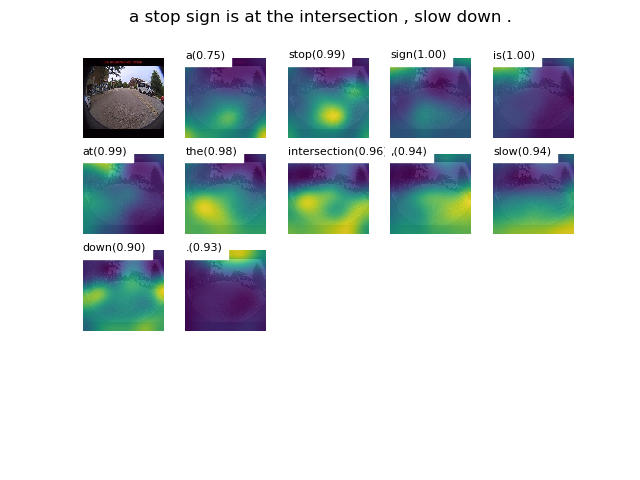 a stop sign is at the intersection , slow down .
a(0.75) stop(0.99) sign(1.00) is(1.00)
at(0.99) the(0.98) intersection(0.96) ,(0.94) slow(0.94)
down(0.90) .(0.93)